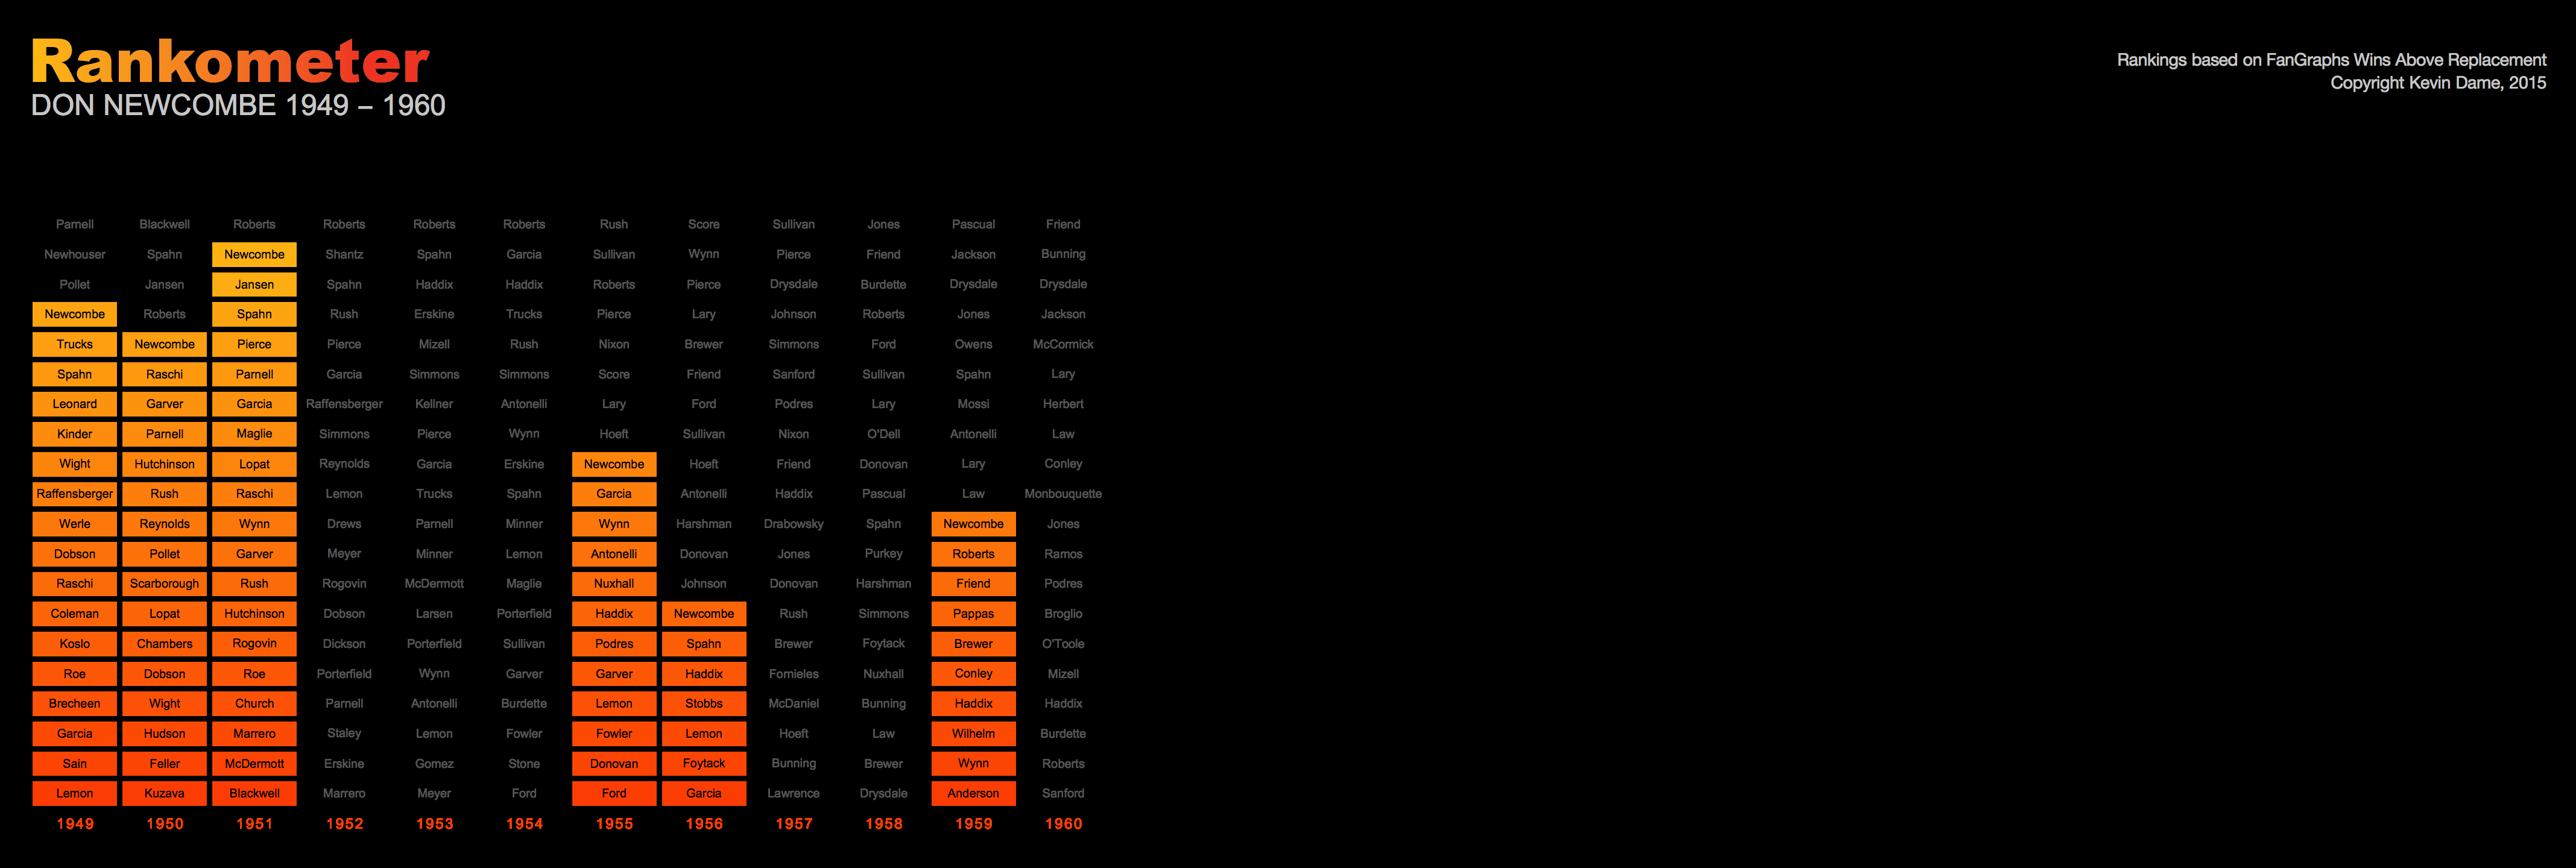 Rankometer
DON NEWCOMBE 1949 – 1960
Rankings based on FanGraphs Wins Above Replacement
Copyright Kevin Dame, 2015
Parnell Blackwell Roberts Roberts Roberts Roberts Rush Score Sullivan Jones Pascual Friend
Newhouser Spahn Newcombe Shantz Spahn Garcia Sullivan Wynn Pierce Friend Jackson Bunning
Pollet Jansen Jansen Spahn Haddix Haddix Roberts Pierce Drysdale Burdette Drysdale Drysdale
Newcombe Roberts Spahn Rush Erskine Trucks Pierce Lary Johnson Roberts Jones Jackson
Trucks Newcombe Pierce Pierce Mizell Rush Nixon Brewer Simmons Ford Owens McCormick
Spahn Raschi Parnell Garcia Simmons Simmons Score Friend Sanford Sullivan Spahn Lary
Leonard Garver Garcia Raffensberger Kellner Antonelli Lary Ford Podres Lary Mossi Herbert
Kinder Parnell Maglie Simmons Pierce Wynn Hoeft Sullivan Nixon O'Dell Antonelli Law
Wight Hutchinson Lopat Reynolds Garcia Erskine Newcombe Hoeft Friend Donovan Lary Conley
Raffensberger Rush Raschi Lemon Trucks Spahn Garcia Antonelli Haddix Pascual Law Monbouquette
Werle Reynolds Wynn Drews Parnell Minner Wynn Harshman Drabowsky Spahn Newcombe Jones
Dobson Pollet Garver Meyer Minner Lemon Antonelli Donovan Jones Purkey Roberts Ramos
Raschi Scarborough Rush Rogovin McDermott Maglie Nuxhall Johnson Donovan Harshman Friend Podres
Coleman Lopat Hutchinson Dobson Larsen Porterfield Haddix Newcombe Rush Simmons Pappas Broglio
Koslo Chambers Rogovin Dickson Porterfield Sullivan Podres Spahn Brewer Foytack Brewer O'Toole
Roe Dobson Roe Porterfield Wynn Garver Garver Haddix Fornieles Nuxhall Conley Mizell
Brecheen Wight Church Parnell Antonelli Burdette Lemon Stobbs McDaniel Bunning Haddix Haddix
Garcia Hudson Marrero Staley Lemon Fowler Fowler Lemon Hoeft Law Wilhelm Burdette
Sain Feller McDermott Erskine Gomez Stone Donovan Foytack Bunning Brewer Wynn Roberts
Lemon Kuzava Blackwell Marrero Meyer Ford Ford Garcia Lawrence Drysdale Anderson Sanford
1949 1950 1951 1952 1953 1954 1955 1956 1957 1958 1959 1960